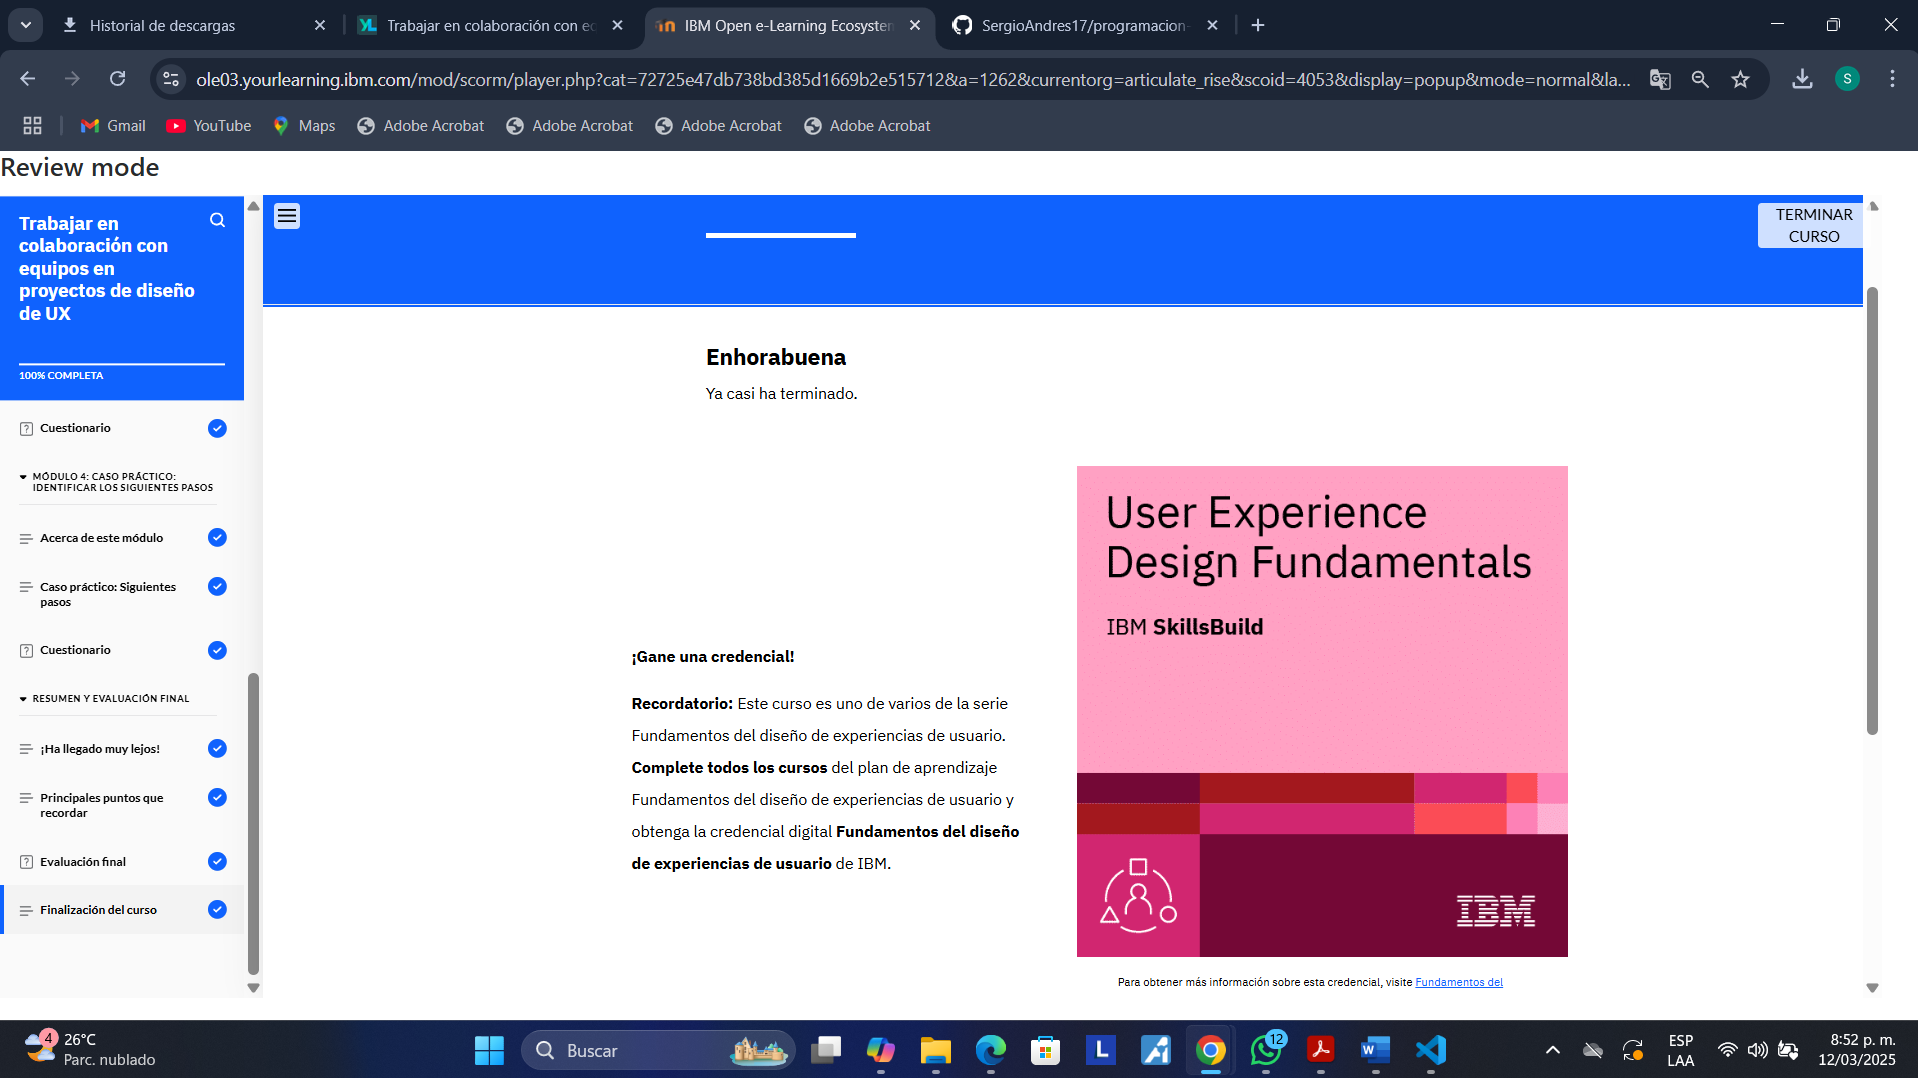 Historial de descargas
Trabajar en colaboración con ec
IBM Open e-Learning Ecosystem
SergioAndres17/programacion-
ole03.yourlearning.ibm.com/mod/scorm/player.php?cat=72725e47db738bd385d1669b2e515712&a=1262&currentorg=articulate_rise&scoid=4053&display=popup&mode=normal&la...
S
Gmail
YouTube
Maps
Adobe Acrobat
Adobe Acrobat
Adobe Acrobat
Adobe Acrobat
Review mode
Trabajar en
colaboración con
equipos en
proyectos de diseño
de UX
100% COMPLETA
Cuestionario
MÓDULO 4: CASO PRÁCTICO:
IDENTIFICAR LOS SIGUIENTES PASOS
Acerca de este módulo
Caso práctico: Siguientes
pasos
Cuestionario
RESUMEN Y EVALUACIÓN FINAL
¡Ha llegado muy lejos!
Principales puntos que
recordar
Evaluación final
Finalización del curso
TERMINAR
CURSO
Enhorabuena
Ya casi ha terminado.
¡Gane una credencial!
Recordatorio: Este curso es uno de varios de la serie
Fundamentos del diseño de experiencias de usuario.
Complete todos los cursos del plan de aprendizaje
Fundamentos del diseño de experiencias de usuario y
obtenga la credencial digital Fundamentos del diseño
de experiencias de usuario de IBM.
User Experience
Design Fundamentals
IBM SkillsBuild
IBM
Para obtener más información sobre esta credencial, visite Fundamentos del
4
26°C
Parc. nublado
Buscar
L
12
ESP
LAA
8:52 p. m.
12/03/2025